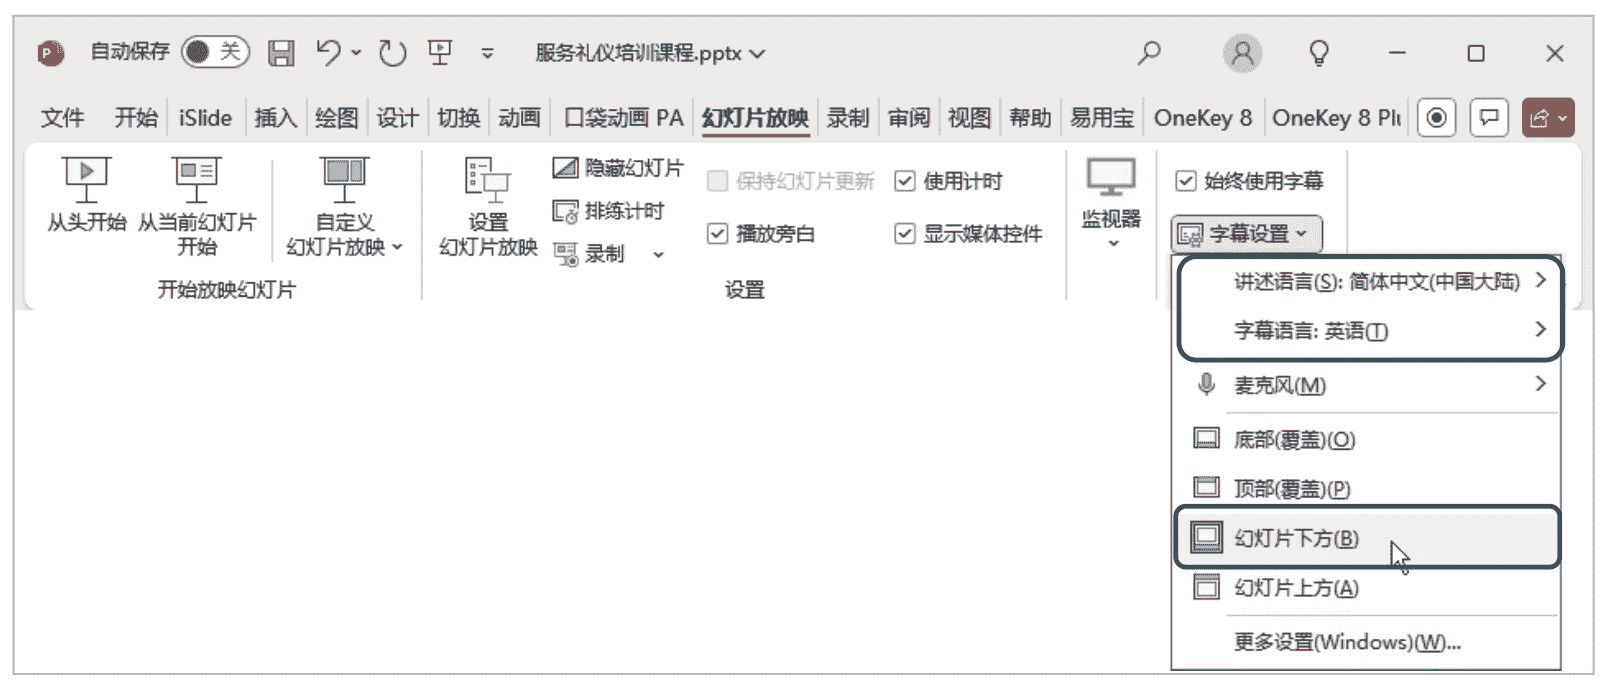 自动保存 关 服务礼仪培训课程.pptx
文件 开始 iSlide 插入 绘图 设计 切换 动画 口袋动画 PA 幻灯片放映 录制 审阅 视图 帮助 易用宝 OneKey 8 OneKey 8 Plu
从头开始
从当前幻灯片
开始
自定义
幻灯片放映
开始放映幻灯片
设置
幻灯片放映
隐藏幻灯片
排练计时
录制
保持幻灯片更新
使用计时
播放旁白
显示媒体控件
设置
监视器
始终使用字幕
字幕设置
讲述语言(S): 简体中文(中国大陆)
字幕语言: 英语(T)
麦克风(M)
底部(覆盖)(O)
顶部(覆盖)(P)
幻灯片下方(B)
幻灯片上方(A)
更多设置(Windows)(W)...